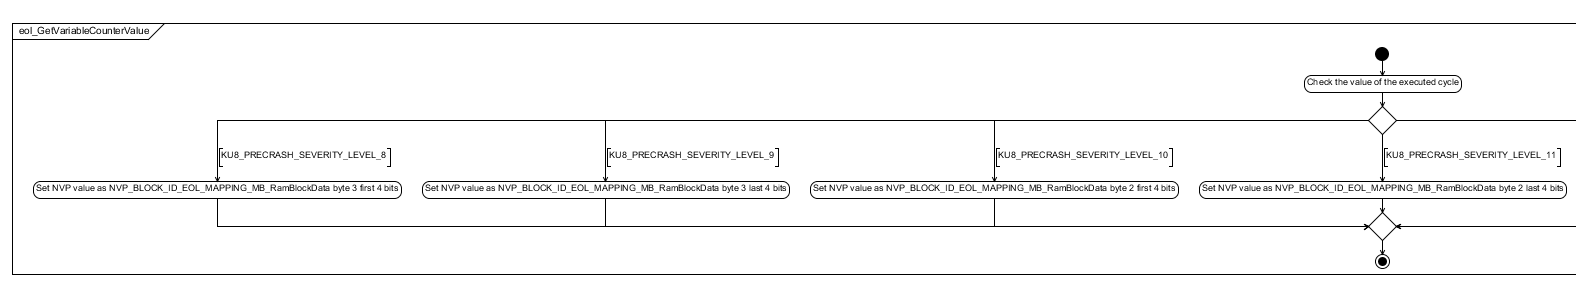 eol_GetVariableCounterValue
Check the value of the executed cycle
[KU8_PRECRASH_SEVERITY_LEVEL_8]
[KU8_PRECRASH_SEVERITY_LEVEL_9]
[KU8_PRECRASH_SEVERITY_LEVEL_10]
[KU8_PRECRASH_SEVERITY_LEVEL_11]
Set NVP value as NVP_BLOCK_ID_EOL_MAPPING_MB_RamBlockData byte 3 first 4 bits
Set NVP value as NVP_BLOCK_ID_EOL_MAPPING_MB_RamBlockData byte 3 last 4 bits
Set NVP value as NVP_BLOCK_ID_EOL_MAPPING_MB_RamBlockData byte 2 first 4 bits
Set NVP value as NVP_BLOCK_ID_EOL_MAPPING_MB_RamBlockData byte 2 last 4 bits